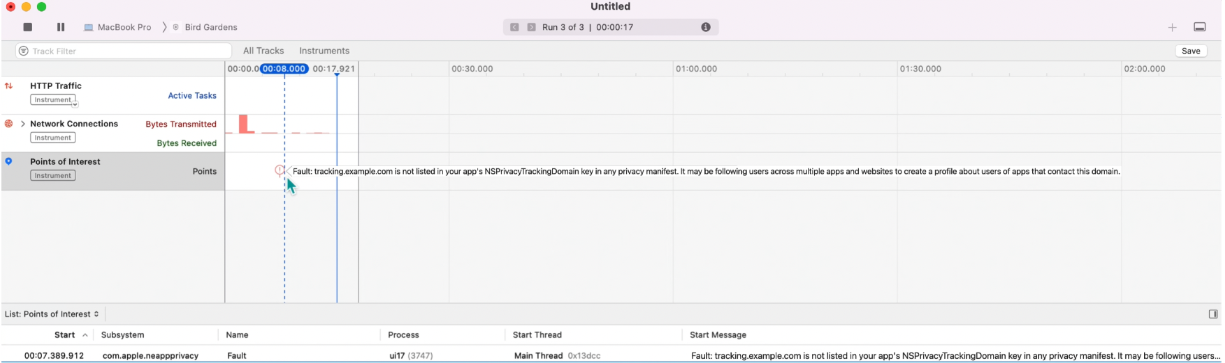 Untitled
MacBook Pro Bird Gardens Run 3 of 3 | 00:00:17
Track Filter All Tracks Instruments Save
00:00.0 00:08.000 00:17.921 00:30.000 01:00.000 01:30.000 02:00.000
HTTP Traffic
Instrument Active Tasks
Network Connections Bytes Transmitted
Instrument Bytes Received
Points of Interest
Instrument Points Fault: tracking.example.com is not listed in your app's NSPrivacyTrackingDomain key in any privacy manifest. It may be following users across multiple apps and websites to create a profile about users of apps that contact this domain.
List: Points of Interest
Start Subsystem Name Process Start Thread Start Message
00:07.389.912 com.apple.neappprivacy Fault ui17 (3747) Main Thread 0x13dcc Fault: tracking.example.com is not listed in your app's NSPrivacyTrackingDomain key in any privacy manifest. It may be following users...